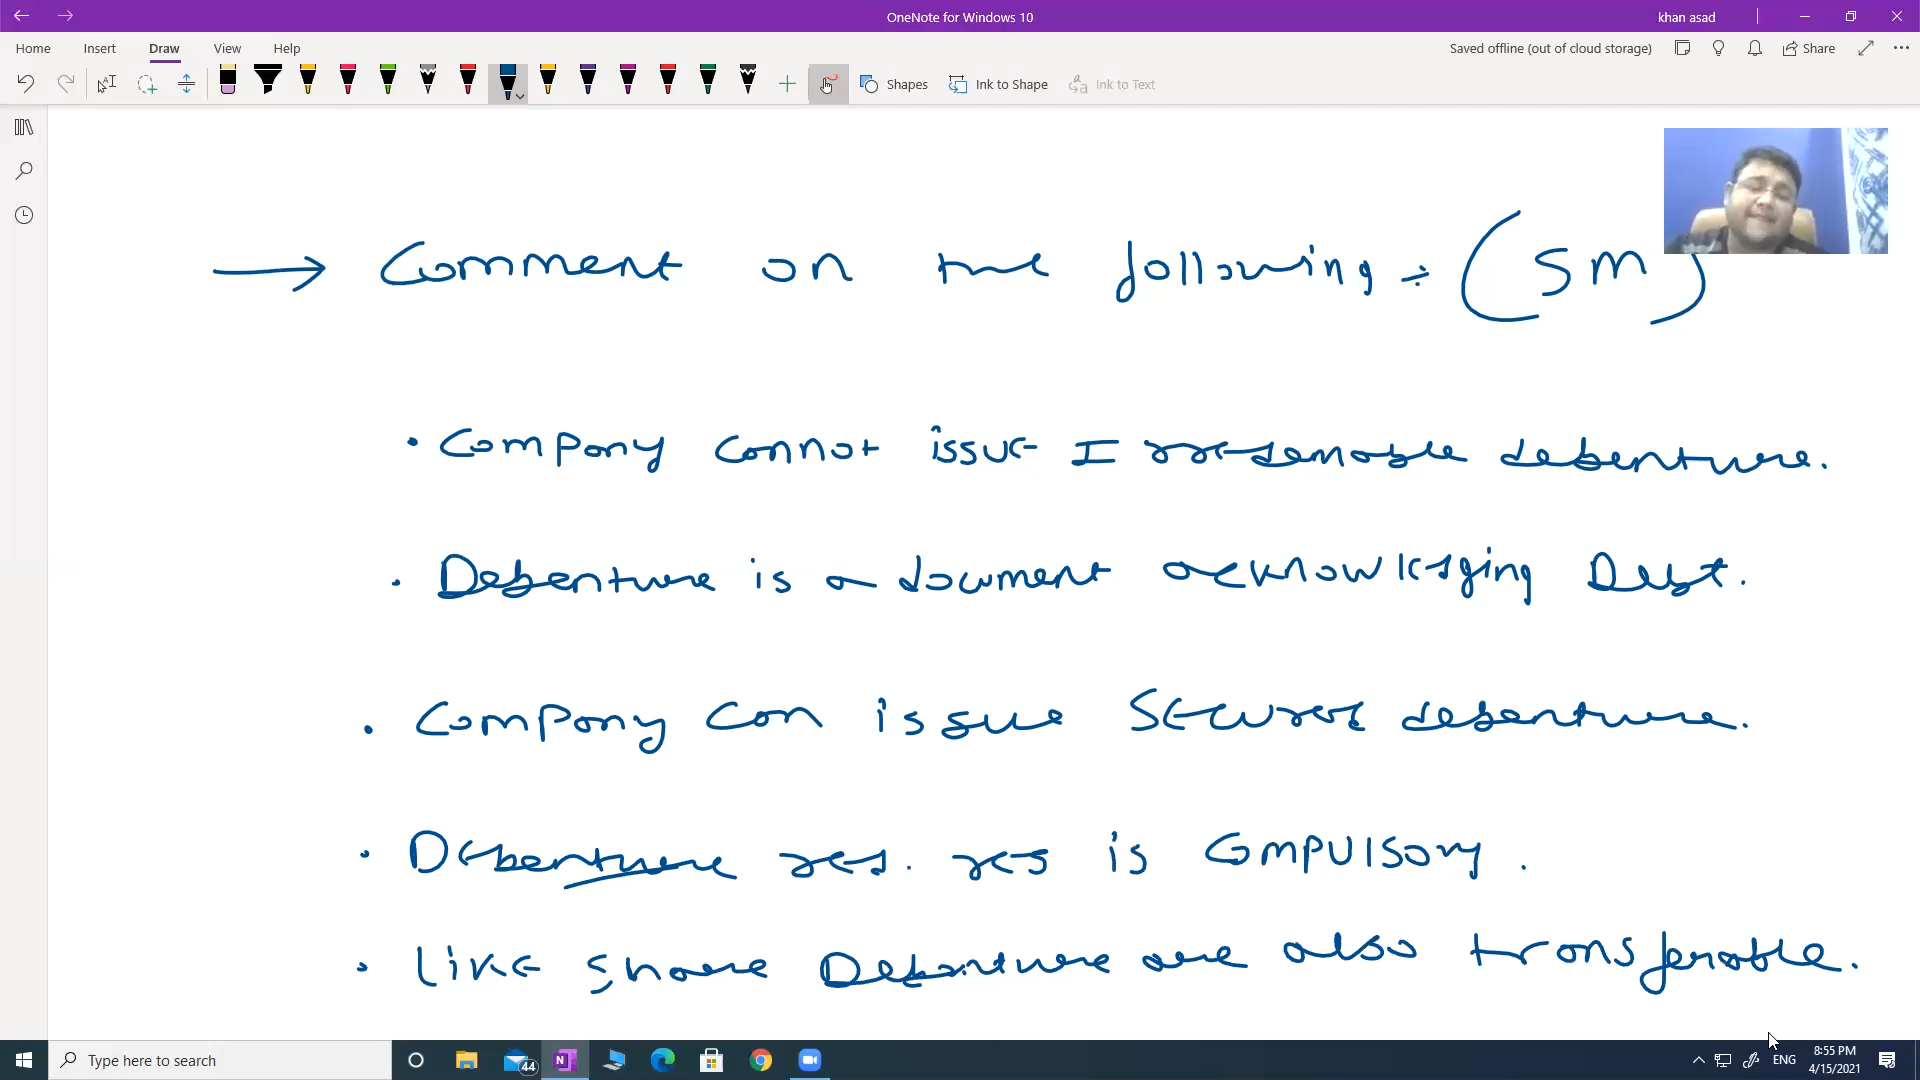 OneNote for Windows 10
khan asad
Home Insert Draw View Help
Saved offline (out of cloud storage)
Share
Shapes
Ink to Shape
Ink to Text
→ Comment on the following ÷ (5M)
• Company cannot issue Irredemable debenture.
• Debenture is a document acknowledging Debt.
• Company can issue Secured debenture.
• Debenture red. res is compulsory.
• Like share Debenture are also transferable.
Type here to search
44
ENG
8:55 PM
4/15/2021